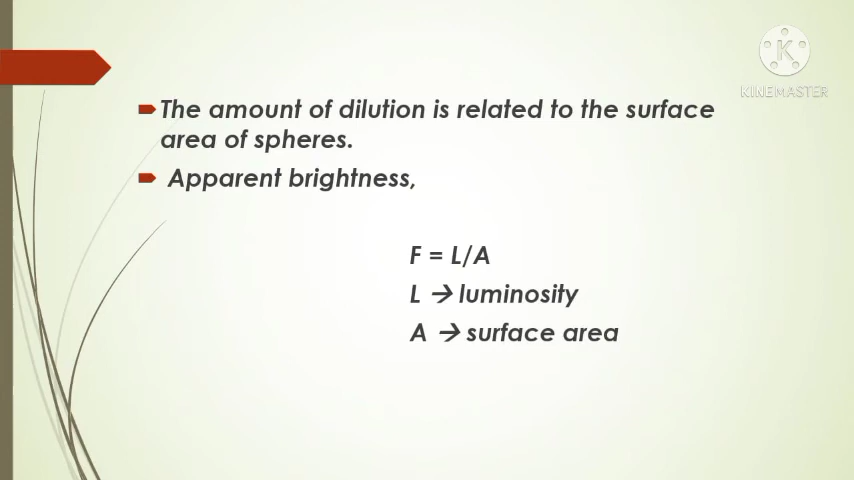 The amount of dilution is related to the surface
area of spheres.
Apparent brightness,
F = L/A
L → luminosity
A → surface area
KINEMASTER